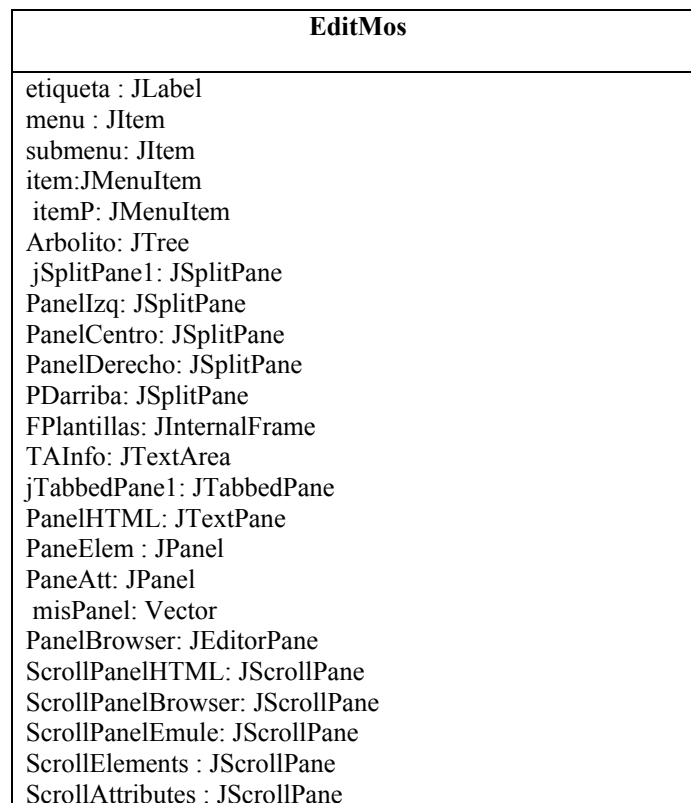 EditMos
etiqueta : JLabel
menu : JItem
submenu: JItem
item:JMenuItem
itemP: JMenuItem
Arbolito: JTree
jSplitPane1: JSplitPane
PanelIzq: JSplitPane
PanelCentro: JSplitPane
PanelDerecho: JSplitPane
PDarriba: JSplitPane
FPlantillas: JInternalFrame
TAInfo: JTextArea
jTabbedPane1: JTabbedPane
PanelHTML: JTextPane
PaneElem : JPanel
PaneAtt: JPanel
misPanel: Vector
PanelBrowser: JEditorPane
ScrollPanelHTML: JScrollPane
ScrollPanelBrowser: JScrollPane
ScrollPanelEmule: JScrollPane
ScrollElements : JScrollPane
ScrollAttributes : JScrollPane